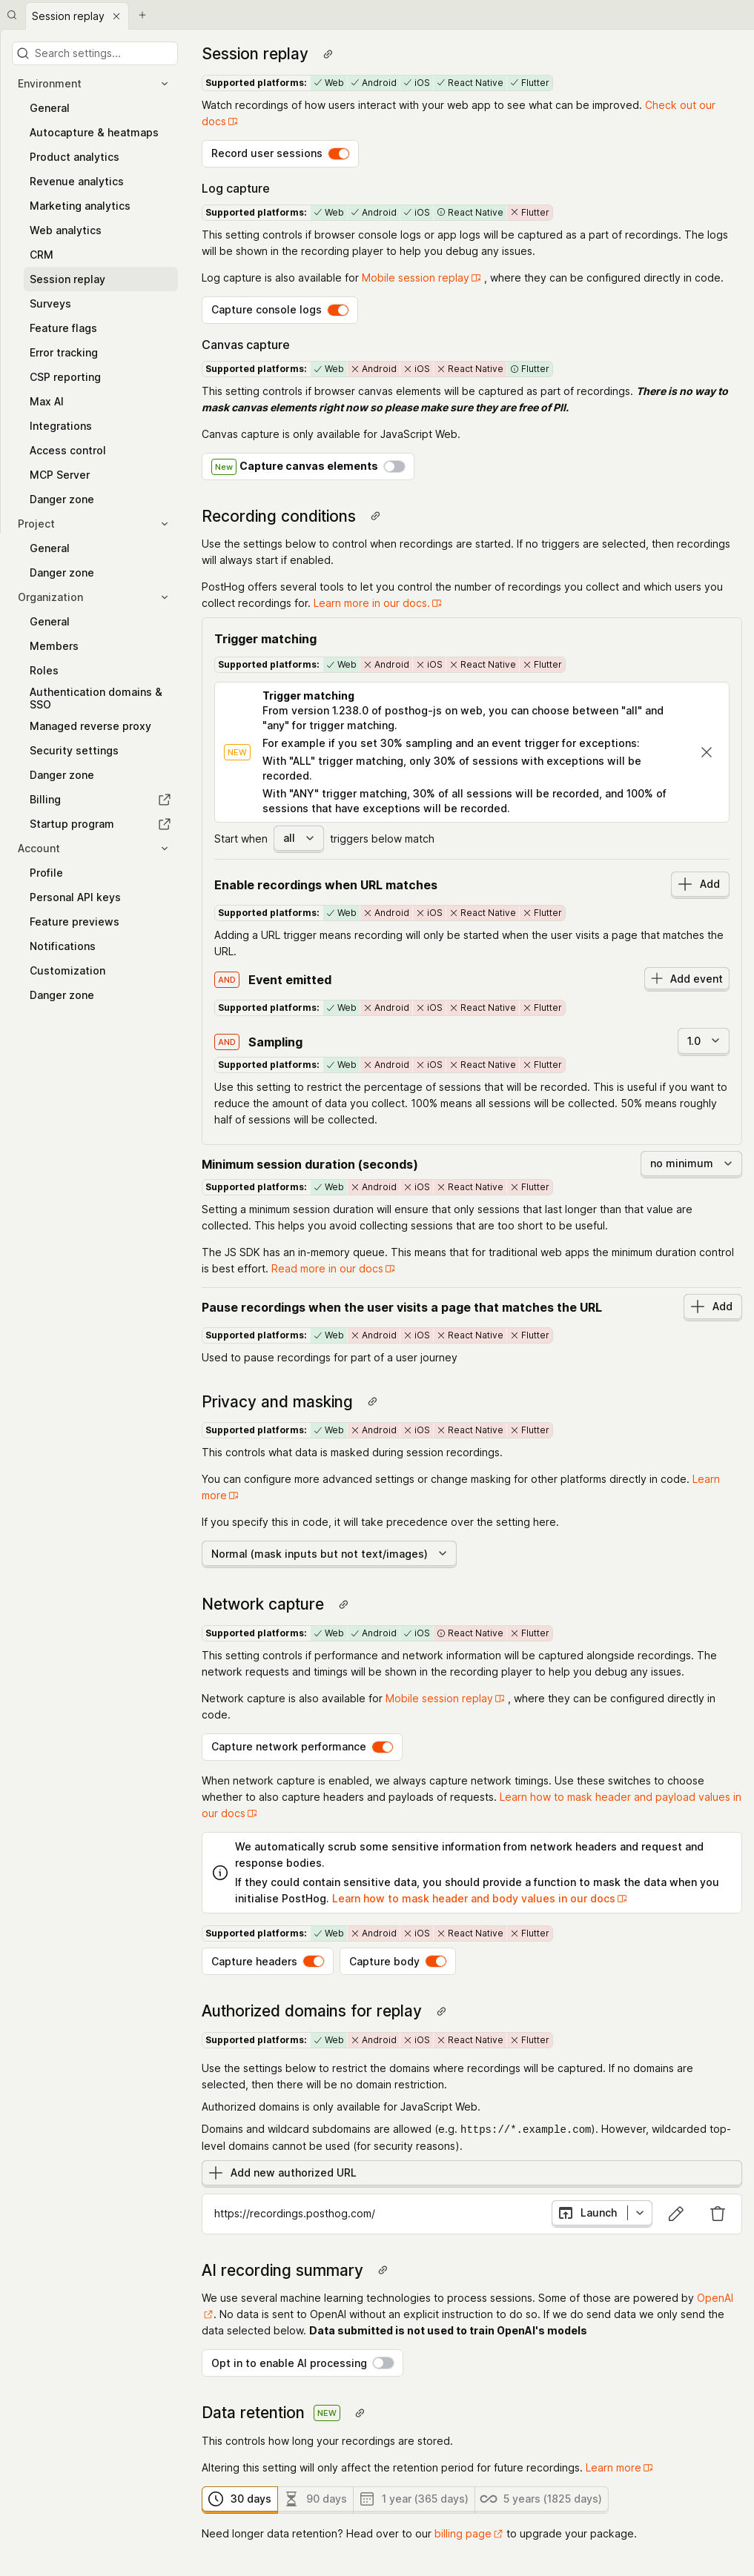 Session replay
Search settings...
Environment
General
Autocapture & heatmaps
Product analytics
Revenue analytics
Marketing analytics
Web analytics
CRM
Session replay
Surveys
Feature flags
Error tracking
CSP reporting
Max AI
Integrations
Access control
MCP Server
Danger zone
Project
General
Danger zone
Organization
General
Members
Roles
Authentication domains &
SSO
Managed reverse proxy
Security settings
Danger zone
Billing
Startup program
Account
Profile
Personal API keys
Feature previews
Notifications
Customization
Danger zone
Session replay
Supported platforms: Web Android iOS React Native Flutter
Watch recordings of how users interact with your web app to see what can be improved. Check out our
docs
Record user sessions
Log capture
Supported platforms: Web Android iOS React Native Flutter
This setting controls if browser console logs or app logs will be captured as a part of recordings. The logs
will be shown in the recording player to help you debug any issues.
Log capture is also available for Mobile session replay , where they can be configured directly in code.
Capture console logs
Canvas capture
Supported platforms: Web Android iOS React Native Flutter
This setting controls if browser canvas elements will be captured as part of recordings. There is no way to
mask canvas elements right now so please make sure they are free of PII.
Canvas capture is only available for JavaScript Web.
New Capture canvas elements
Recording conditions
Use the settings below to control when recordings are started. If no triggers are selected, then recordings
will always start if enabled.
PostHog offers several tools to let you control the number of recordings you collect and which users you
collect recordings for. Learn more in our docs.
Trigger matching
Supported platforms: Web Android iOS React Native Flutter
NEW
Trigger matching
From version 1.238.0 of posthog-js on web, you can choose between "all" and
"any" for trigger matching.
For example if you set 30% sampling and an event trigger for exceptions:
With "ALL" trigger matching, only 30% of sessions with exceptions will be
recorded.
With "ANY" trigger matching, 30% of all sessions will be recorded, and 100% of
sessions that have exceptions will be recorded.
Start when all triggers below match
Enable recordings when URL matches Add
Supported platforms: Web Android iOS React Native Flutter
Adding a URL trigger means recording will only be started when the user visits a page that matches the
URL.
AND Event emitted Add event
Supported platforms: Web Android iOS React Native Flutter
AND Sampling 1.0
Supported platforms: Web Android iOS React Native Flutter
Use this setting to restrict the percentage of sessions that will be recorded. This is useful if you want to
reduce the amount of data you collect. 100% means all sessions will be collected. 50% means roughly
half of sessions will be collected.
Minimum session duration (seconds) no minimum
Supported platforms: Web Android iOS React Native Flutter
Setting a minimum session duration will ensure that only sessions that last longer than that value are
collected. This helps you avoid collecting sessions that are too short to be useful.
The JS SDK has an in-memory queue. This means that for traditional web apps the minimum duration control
is best effort. Read more in our docs
Pause recordings when the user visits a page that matches the URL Add
Supported platforms: Web Android iOS React Native Flutter
Used to pause recordings for part of a user journey
Privacy and masking
Supported platforms: Web Android iOS React Native Flutter
This controls what data is masked during session recordings.
You can configure more advanced settings or change masking for other platforms directly in code. Learn
more
If you specify this in code, it will take precedence over the setting here.
Normal (mask inputs but not text/images)
Network capture
Supported platforms: Web Android iOS React Native Flutter
This setting controls if performance and network information will be captured alongside recordings. The
network requests and timings will be shown in the recording player to help you debug any issues.
Network capture is also available for Mobile session replay , where they can be configured directly in
code.
Capture network performance
When network capture is enabled, we always capture network timings. Use these switches to choose
whether to also capture headers and payloads of requests. Learn how to mask header and payload values in
our docs
We automatically scrub some sensitive information from network headers and request and
response bodies.
If they could contain sensitive data, you should provide a function to mask the data when you
initialise PostHog. Learn how to mask header and body values in our docs
Supported platforms: Web Android iOS React Native Flutter
Capture headers Capture body
Authorized domains for replay
Supported platforms: Web Android iOS React Native Flutter
Use the settings below to restrict the domains where recordings will be captured. If no domains are
selected, then there will be no domain restriction.
Authorized domains is only available for JavaScript Web.
Domains and wildcard subdomains are allowed (e.g. https://*.example.com). However, wildcarded top-
level domains cannot be used (for security reasons).
Add new authorized URL
https://recordings.posthog.com/ Launch
AI recording summary
We use several machine learning technologies to process sessions. Some of those are powered by OpenAI
. No data is sent to OpenAI without an explicit instruction to do so. If we do send data we only send the
data selected below. Data submitted is not used to train OpenAI's models
Opt in to enable AI processing
Data retention NEW
This controls how long your recordings are stored.
Altering this setting will only affect the retention period for future recordings. Learn more
30 days 90 days 1 year (365 days) 5 years (1825 days)
Need longer data retention? Head over to our billing page to upgrade your package.